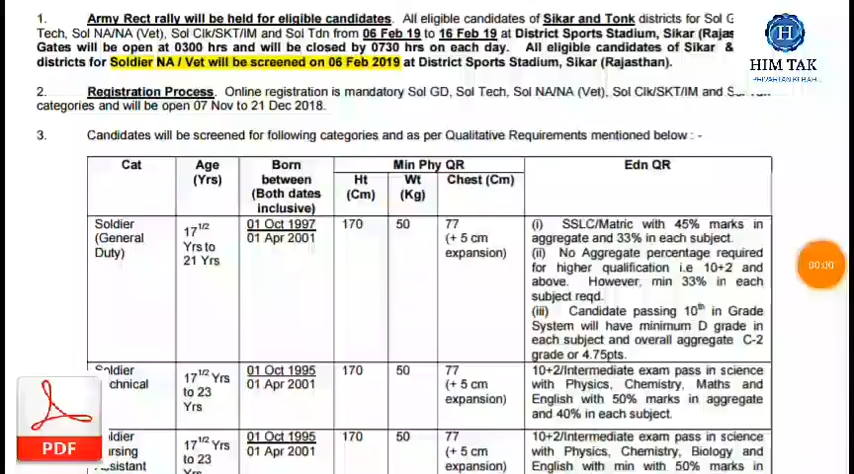 1. Army Rect rally will be held for eligible candidates. All eligible candidates of Sikar and Tonk districts for Sol G
Tech, Sol NA/NA (Vet), Sol Clk/SKT/IM and Sol Tdn from 06 Feb 19 to 16 Feb 19 at District Sports Stadium, Sikar (Rajas
Gates will be open at 0300 hrs and will be closed by 0730 hrs on each day. All eligible candidates of Sikar &
districts for Soldier NA / Vet will be screened on 06 Feb 2019 at District Sports Stadium, Sikar (Rajasthan).
HIM TAK
2. Registration Process. Online registration is mandatory Sol GD, Sol Tech, Sol NA/NA (Vet), Sol Clk/SKT/IM and
categories and will be open 07 Nov to 21 Dec 2018.
3. Candidates will be screened for following categories and as per Qualitative Requirements mentioned below : -
Cat Age (Yrs) Born between (Both dates inclusive) Min Phy QR Edn QR
Ht (Cm) Wt (Kg) Chest (Cm)
Soldier (General Duty) 17 1/2 Yrs to 21 Yrs 01 Oct 1997 01 Apr 2001 170 50 77 (+ 5 cm expansion)
(i) SSLC/Matric with 45% marks in
aggregate and 33% in each subject.
(ii) No Aggregate percentage required
for higher qualification i.e 10+2 and
above. However, min 33% in each
subject reqd.
(iii) Candidate passing 10th in Grade
System will have minimum D grade in
each subject and overall aggregate C-2
grade or 4.75pts.
Soldier chnical 17 1/2 Yrs to 23 Yrs 01 Oct 1995 01 Apr 2001 170 50 77 (+ 5 cm expansion)
10+2/Intermediate exam pass in science
with Physics, Chemistry, Maths and
English with 50% marks in aggregate
and 40% in each subject.
ldier ursing ssistant 17 1/2 Yrs to 23 Yrs 01 Oct 1995 01 Apr 2001 170 50 77 (+ 5 cm expansion)
10+2/Intermediate exam pass in science
with Physics, Chemistry, Biology and
English with min with 50% marks in
PDF